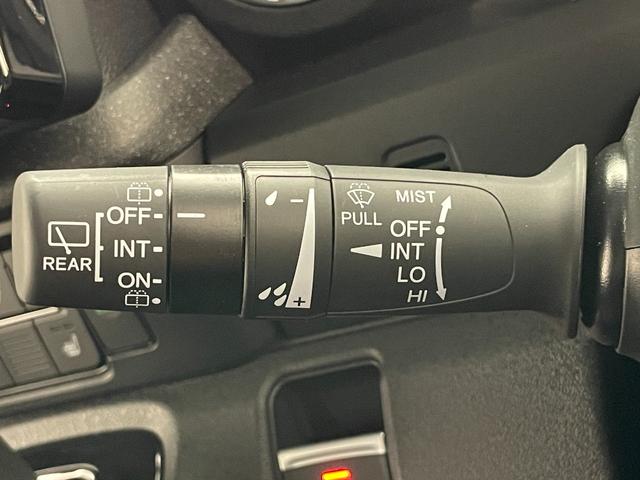 REAR
OFF
INT
ON
−
+
PULL
MIST
OFF
INT
LO
HI